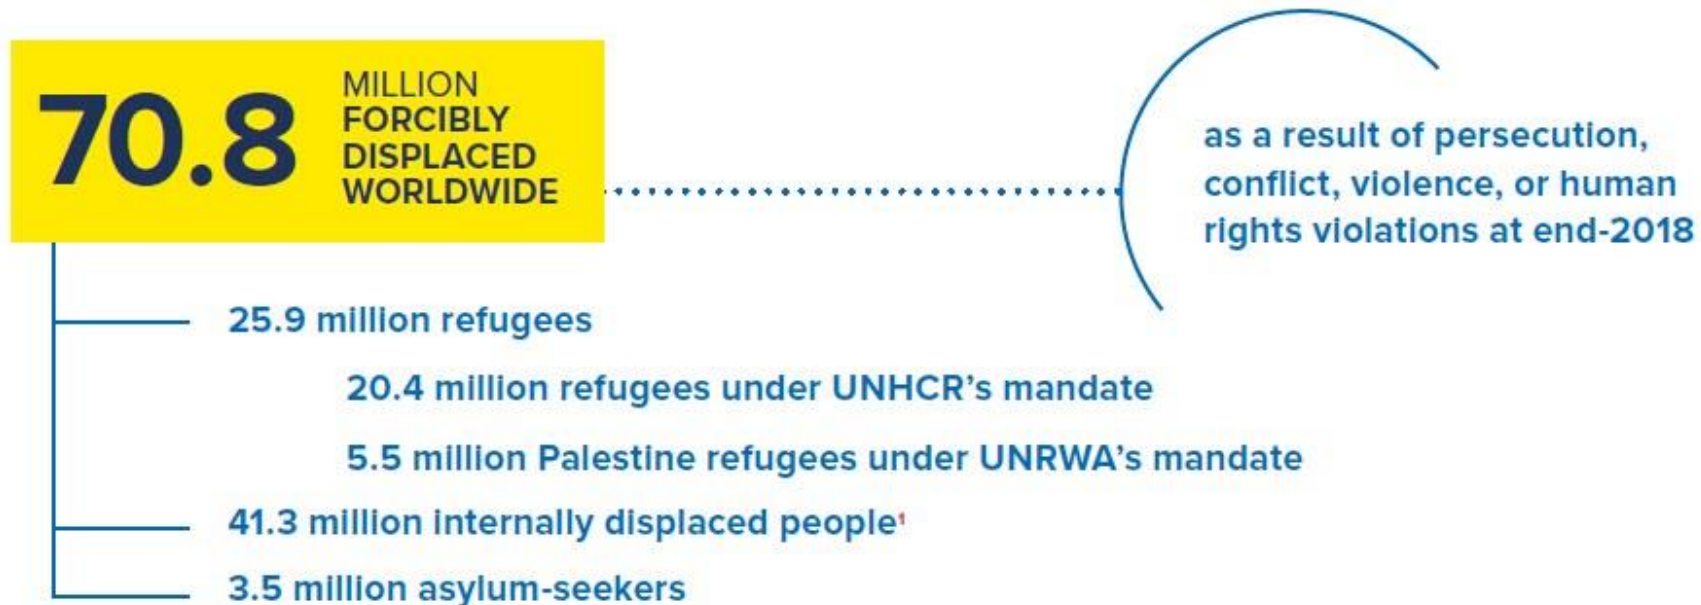 70.8
MILLION
FORCIBLY
DISPLACED
WORLDWIDE
as a result of persecution,
conflict, violence, or human
rights violations at end-2018
25.9 million refugees
20.4 million refugees under UNHCR’s mandate
5.5 million Palestine refugees under UNRWA’s mandate
41.3 million internally displaced people¹
3.5 million asylum-seekers